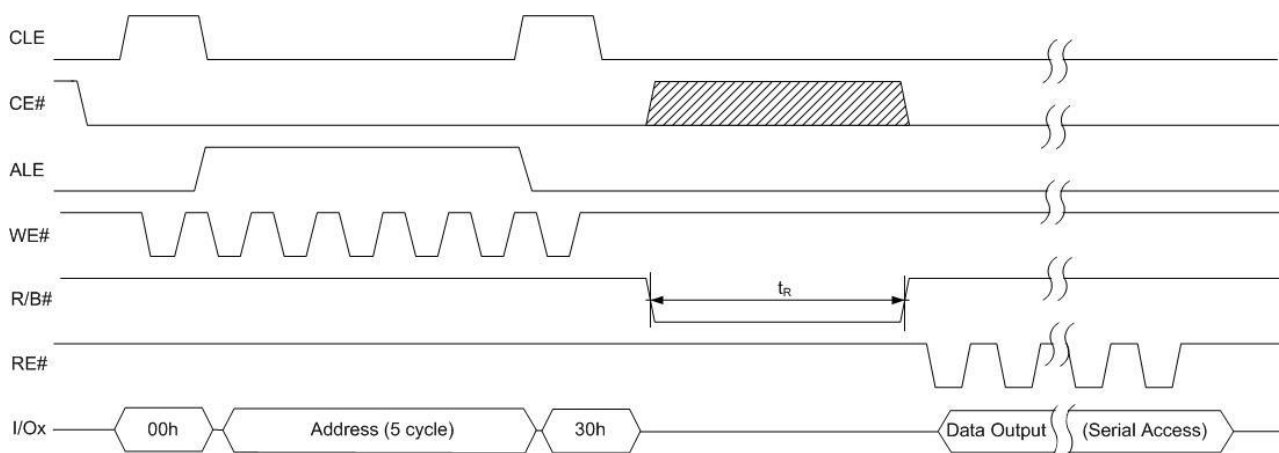 CLE
CE#
ALE
WE#
R/B#
tR
RE#
I/Ox
00h
Address (5 cycle)
30h
Data Output
(Serial Access)